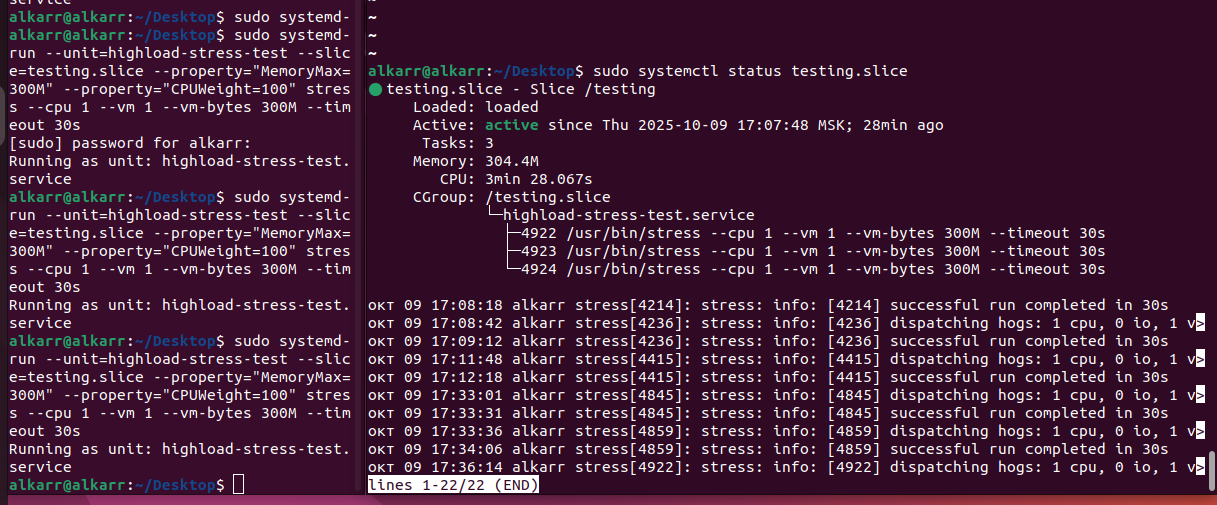 service
alkarr@alkarr:~/Desktop$ sudo systemd-
alkarr@alkarr:~/Desktop$ sudo systemd-
run --unit=highload-stress-test --slic
e=testing.slice --property="MemoryMax=
300M" --property="CPUWeight=100" stres
s --cpu 1 --vm 1 --vm-bytes 300M --tim
eout 30s
[sudo] password for alkarr:
Running as unit: highload-stress-test.
service
alkarr@alkarr:~/Desktop$ sudo systemd-
run --unit=highload-stress-test --slic
e=testing.slice --property="MemoryMax=
300M" --property="CPUWeight=100" stres
s --cpu 1 --vm 1 --vm-bytes 300M --tim
eout 30s
Running as unit: highload-stress-test.
service
alkarr@alkarr:~/Desktop$ sudo systemd-
run --unit=highload-stress-test --slic
e=testing.slice --property="MemoryMax=
300M" --property="CPUWeight=100" stres
s --cpu 1 --vm 1 --vm-bytes 300M --tim
eout 30s
Running as unit: highload-stress-test.
service
alkarr@alkarr:~/Desktop$
~
~
~
alkarr@alkarr:~/Desktop$ sudo systemctl status testing.slice
● testing.slice - Slice /testing
Loaded: loaded
Active: active since Thu 2025-10-09 17:07:48 MSK; 28min ago
Tasks: 3
Memory: 304.4M
CPU: 3min 28.067s
CGroup: /testing.slice
└─highload-stress-test.service
├─4922 /usr/bin/stress --cpu 1 --vm 1 --vm-bytes 300M --timeout 30s
├─4923 /usr/bin/stress --cpu 1 --vm 1 --vm-bytes 300M --timeout 30s
└─4924 /usr/bin/stress --cpu 1 --vm 1 --vm-bytes 300M --timeout 30s
окт 09 17:08:18 alkarr stress[4214]: stress: info: [4214] successful run completed in 30s
окт 09 17:08:42 alkarr stress[4236]: stress: info: [4236] dispatching hogs: 1 cpu, 0 io, 1 v>
окт 09 17:09:12 alkarr stress[4236]: stress: info: [4236] successful run completed in 30s
окт 09 17:11:48 alkarr stress[4415]: stress: info: [4415] dispatching hogs: 1 cpu, 0 io, 1 v>
окт 09 17:12:18 alkarr stress[4415]: stress: info: [4415] successful run completed in 30s
окт 09 17:33:01 alkarr stress[4845]: stress: info: [4845] dispatching hogs: 1 cpu, 0 io, 1 v>
окт 09 17:33:31 alkarr stress[4845]: stress: info: [4845] successful run completed in 30s
окт 09 17:33:36 alkarr stress[4859]: stress: info: [4859] dispatching hogs: 1 cpu, 0 io, 1 v>
окт 09 17:34:06 alkarr stress[4859]: stress: info: [4859] successful run completed in 30s
окт 09 17:36:14 alkarr stress[4922]: stress: info: [4922] dispatching hogs: 1 cpu, 0 io, 1 v>
lines 1-22/22 (END)